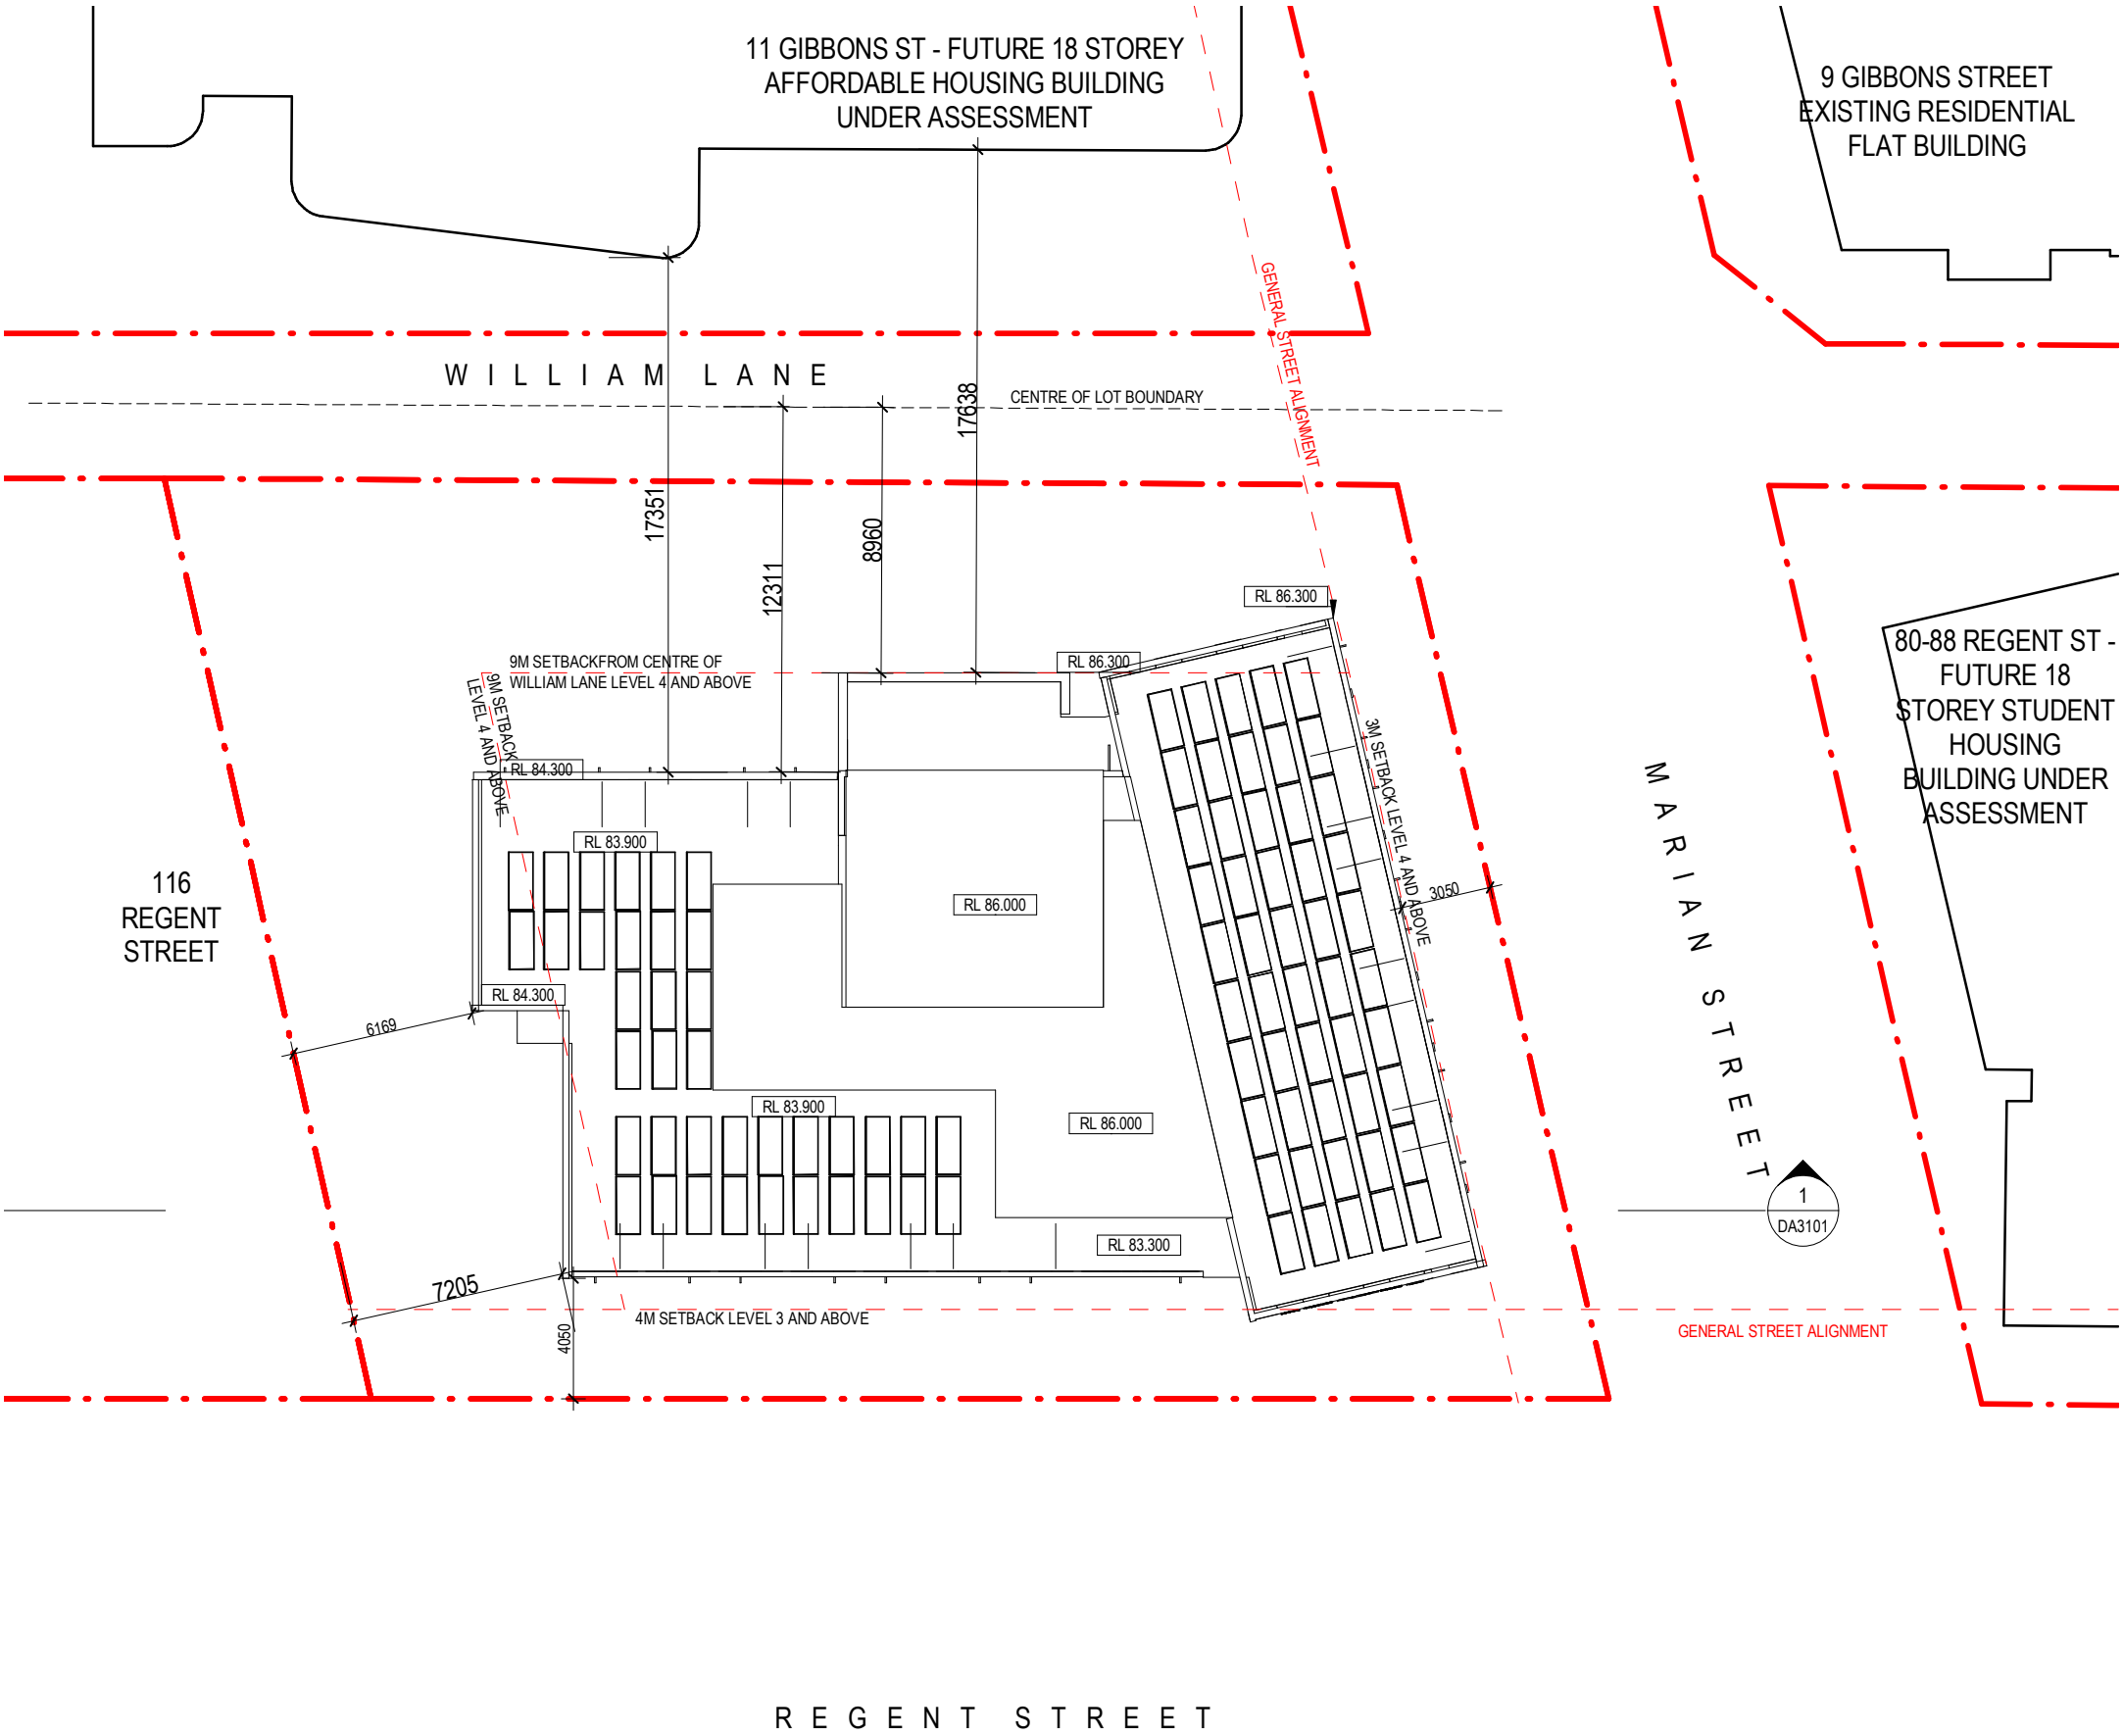 11 GIBBONS ST - FUTURE 18 STOREY
AFFORDABLE HOUSING BUILDING
UNDER ASSESSMENT
9 GIBBONS STREET
EXISTING RESIDENTIAL
FLAT BUILDING
GENERAL STREET ALIGNMENT
WILLIAM LANE
CENTRE OF LOT BOUNDARY
17638
17351
8960
12311
RL 86.300
9M SETBACKFROM CENTRE OF
WILLIAM LANE LEVEL 4 AND ABOVE
RL 86.300
9M SETBACK
LEVEL 4 AND ABOVE
RL 84.300
80-88 REGENT ST -
FUTURE 18
STOREY STUDENT
HOUSING
BUILDING UNDER
ASSESSMENT
3M SETBACK LEVEL 4 AND ABOVE
MARIAN STREET
RL 83.900
116
REGENT
STREET
RL 86.000
3050
RL 84.300
6169
RL 83.900
RL 86.000
1
DA3101
RL 83.300
7205
4050
4M SETBACK LEVEL 3 AND ABOVE
GENERAL STREET ALIGNMENT
REGENT STREET